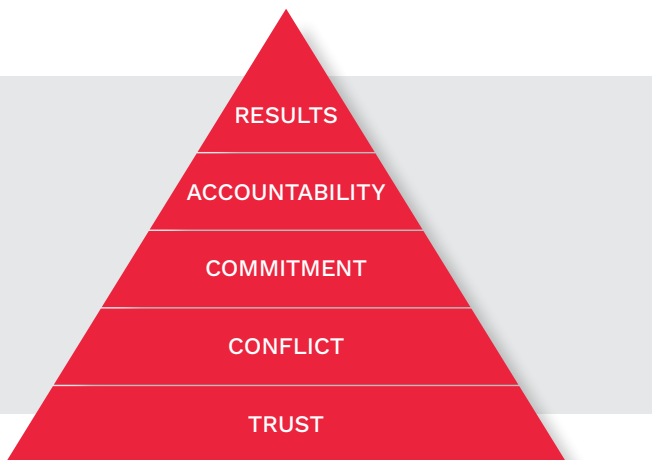 RESULTS
ACCOUNTABILITY
COMMITMENT
CONFLICT
TRUST